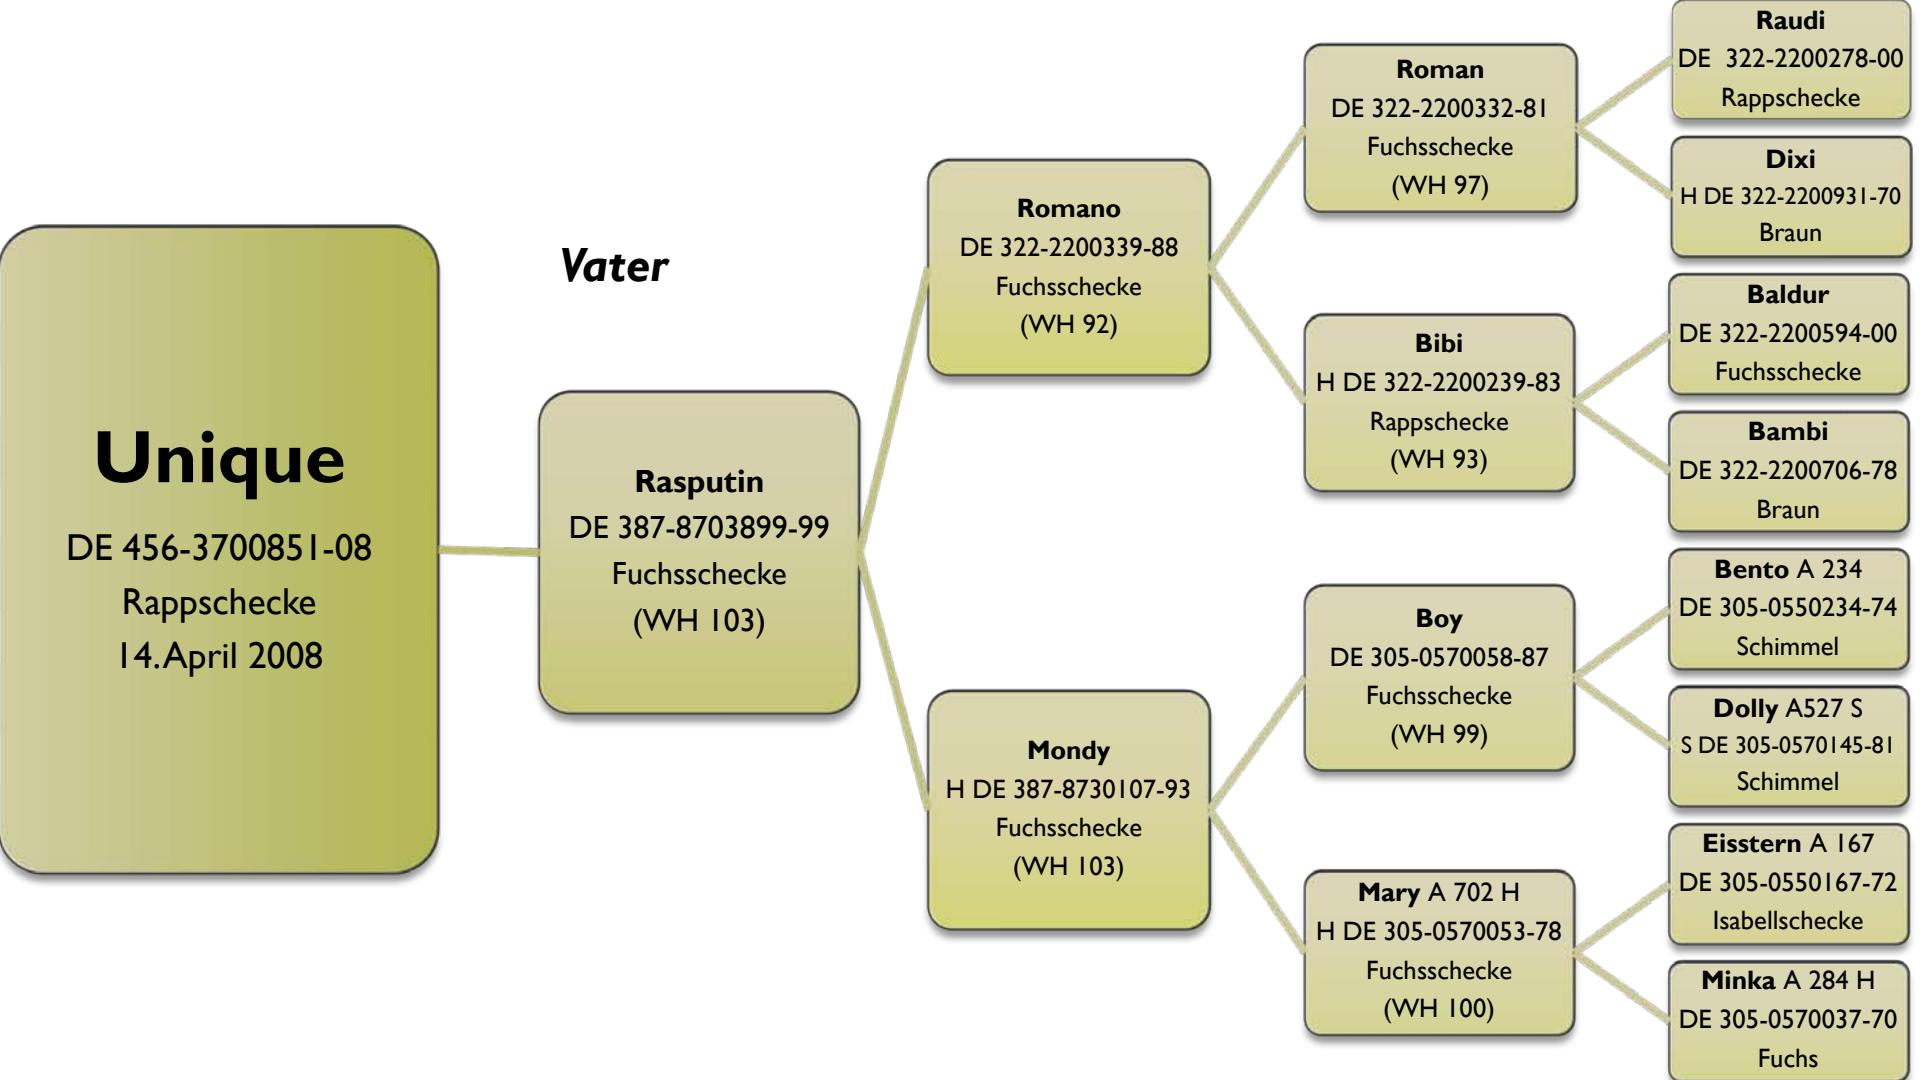 Unique
DE 456-3700851-08
Rappschecke
14.April 2008
Vater
Rasputin
DE 387-8703899-99
Fuchsschecke
(WH 103)
Romano
DE 322-2200339-88
Fuchsschecke
(WH 92)
Mondy
H DE 387-8730107-93
Fuchsschecke
(WH 103)
Roman
DE 322-2200332-81
Fuchsschecke
(WH 97)
Bibi
H DE 322-2200239-83
Rappschecke
(WH 93)
Boy
DE 305-0570058-87
Fuchsschecke
(WH 99)
Mary A 702 H
H DE 305-0570053-78
Fuchsschecke
(WH 100)
Raudi
DE 322-2200278-00
Rappschecke
Dixi
H DE 322-2200931-70
Braun
Baldur
DE 322-2200594-00
Fuchsschecke
Bambi
DE 322-2200706-78
Braun
Bento A 234
DE 305-0550234-74
Schimmel
Dolly A527 S
S DE 305-0570145-81
Schimmel
Eisstern A 167
DE 305-0550167-72
Isabellschecke
Minka A 284 H
DE 305-0570037-70
Fuchs